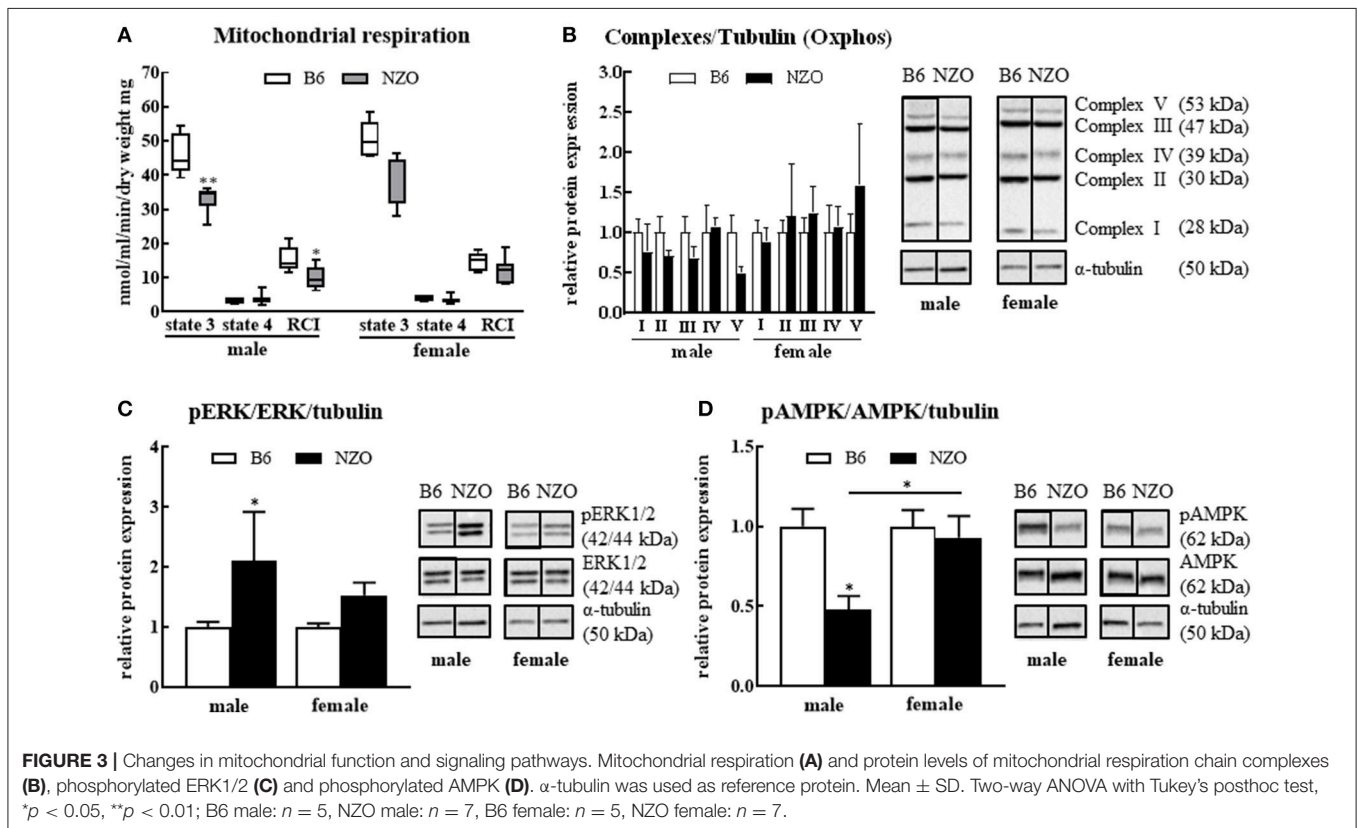 A
Mitochondrial respiration
B6 NZO
nmol/ml/min/dry weight mg
70
60
50
40
30
20
10
0
**
*
state 3 state 4 RCI state 3 state 4 RCI
male female
B
Complexes/Tubulin (Oxphos)
B6 NZO
relative protein expression
3.0
2.5
2.0
1.5
1.0
0.5
0.0
I II III IV V I II III IV V
male female
B6 NZO B6 NZO
Complex V (53 kDa)
Complex III (47 kDa)
Complex IV (39 kDa)
Complex II (30 kDa)
Complex I (28 kDa)
α-tubulin (50 kDa)
male female
C
pERK/ERK/tubulin
B6 NZO
relative protein expression
4
3
2
1
0
*
male female
B6 NZO B6 NZO
pERK1/2
(42/44 kDa)
ERK1/2
(42/44 kDa)
α-tubulin
(50 kDa)
male female
D
pAMPK/AMPK/tubulin
B6 NZO
relative protein expression
1.5
1.0
0.5
0.0
*
*
male female
B6 NZO B6 NZO
pAMPK
(62 kDa)
AMPK
(62 kDa)
α-tubulin
(50 kDa)
male female
FIGURE 3 | Changes in mitochondrial function and signaling pathways. Mitochondrial respiration (A) and protein levels of mitochondrial respiration chain complexes
(B), phosphorylated ERK1/2 (C) and phosphorylated AMPK (D). α-tubulin was used as reference protein. Mean ± SD. Two-way ANOVA with Tukey's posthoc test,
*p < 0.05, **p < 0.01; B6 male: n = 5, NZO male: n = 7, B6 female: n = 5, NZO female: n = 7.